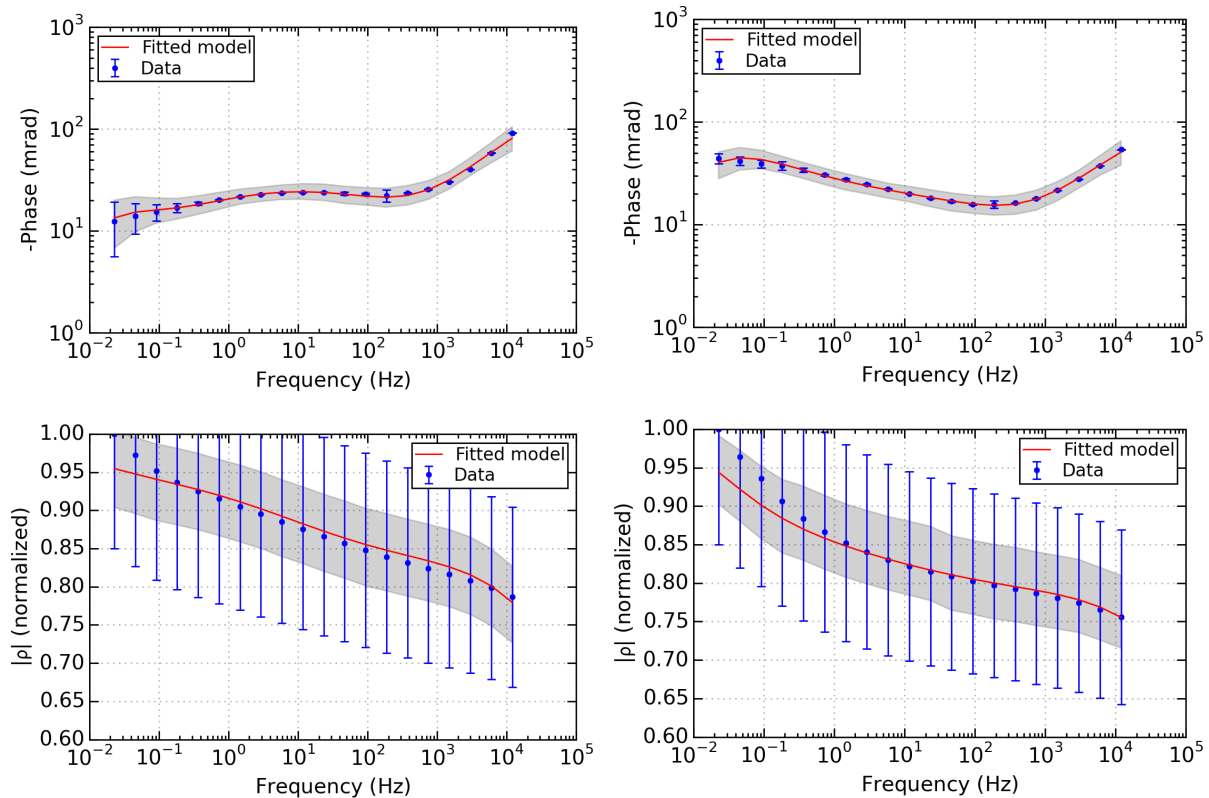 10³
10²
10¹
10⁰
-Phase (mrad)
Fitted model
Data
10⁻² 10⁻¹ 10⁰ 10¹ 10² 10³ 10⁴ 10⁵
Frequency (Hz)
10³
10²
10¹
10⁰
-Phase (mrad)
Fitted model
Data
10⁻² 10⁻¹ 10⁰ 10¹ 10² 10³ 10⁴ 10⁵
Frequency (Hz)
1.00
0.95
0.90
0.85
0.80
0.75
0.70
0.65
0.60
|ρ| (normalized)
Fitted model
Data
10⁻² 10⁻¹ 10⁰ 10¹ 10² 10³ 10⁴ 10⁵
Frequency (Hz)
1.00
0.95
0.90
0.85
0.80
0.75
0.70
0.65
0.60
|ρ| (normalized)
Fitted model
Data
10⁻² 10⁻¹ 10⁰ 10¹ 10² 10³ 10⁴ 10⁵
Frequency (Hz)